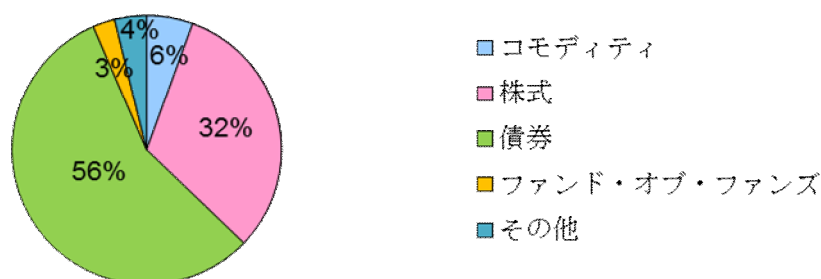 4%
6%
3%
32%
56%
コモディティ
株式
債券
ファンド・オブ・ファンズ
その他